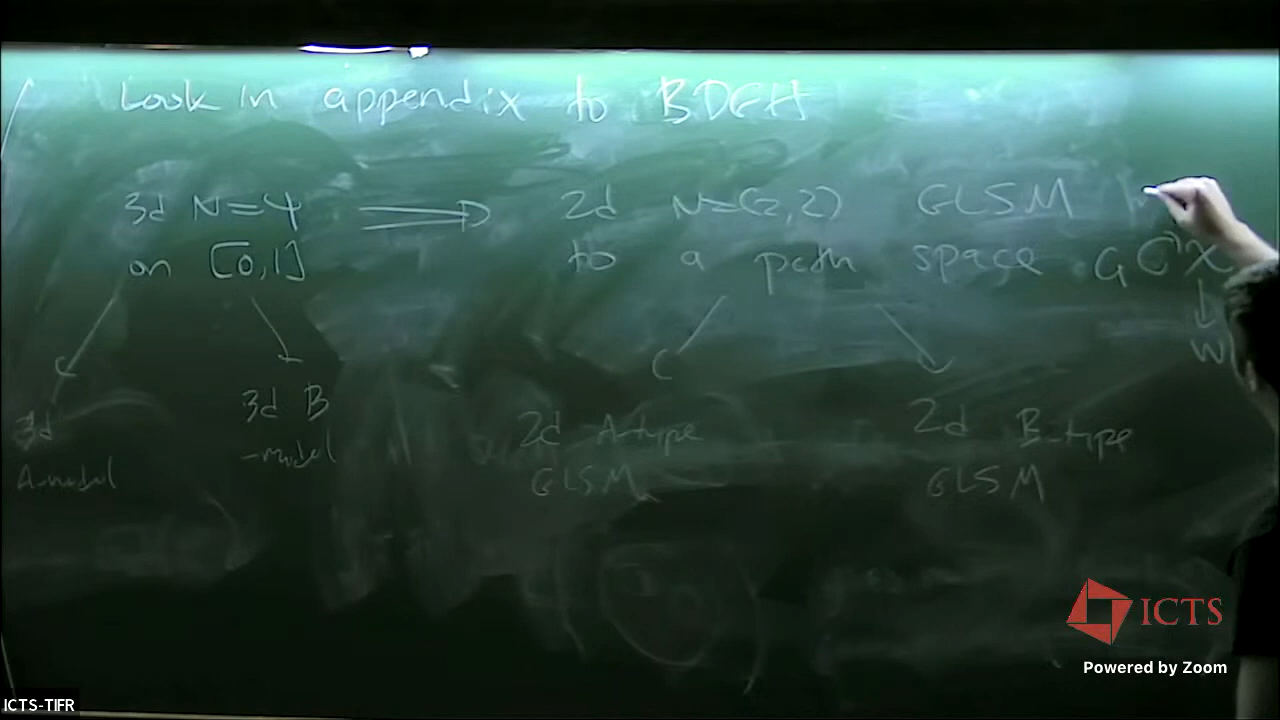 Look in appendix to BDGH
3d N=4 ⟹ 2d N=(2,2) GLSM
on [0,1] to a path space G ↻ X
↓
W
3d B
-model
3d
A-model
2d A-type
GLSM
2d B-type
GLSM
ICTS
Powered by Zoom
ICTS-TIFR